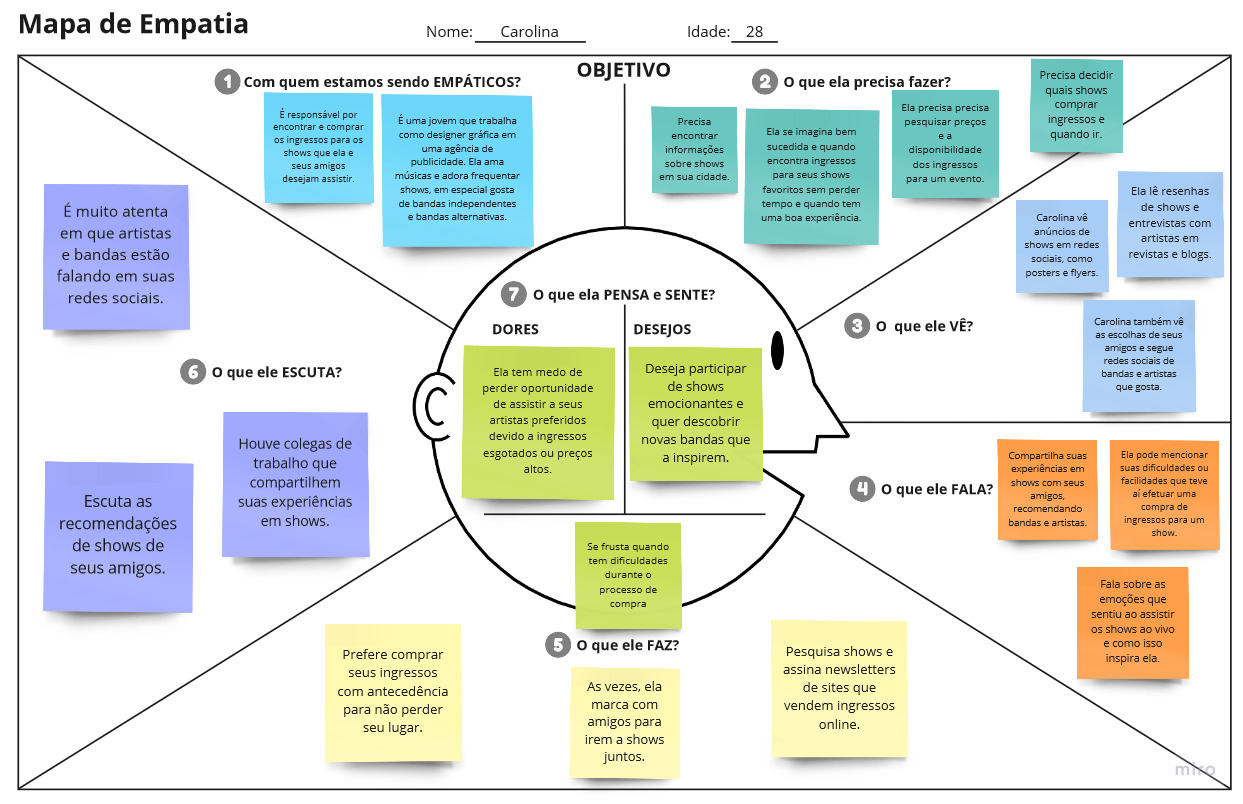 Mapa de Empatia
Nome: Carolina
Idade: 28
OBJETIVO
1 Com quem estamos sendo EMPÁTICOS?
É responsável por
encontrar e comprar
os ingressos para os
shows que ela e
seus amigos
desejam assistir.
É uma jovem que trabalha
como designer gráfica em
uma agência de
publicidade. Ela ama
músicas e adora frequentar
shows, em especial gosta
de bandas independentes
e bandas alternativas.
2 O que ela precisa fazer?
Precisa
encontrar
informações
sobre shows
em sua cidade.
Ela se imagina bem
sucedida e quando
encontra ingressos
para seus shows
favoritos sem perder
tempo e quando tem
uma boa experiência.
Ela precisa precisa
pesquisar preços
e a
disponibilidade
dos ingressos
para um evento.
Precisa decidir
quais shows
comprar
ingressos e
quando ir.
3 O que ele VÊ?
Carolina vê
anúncios de
shows em redes
sociais, como
posters e flyers.
Ela lê resenhas
de shows e
entrevistas com
artistas em
revistas e blogs.
Carolina também vê
as escolhas de seus
amigos e segue
redes sociais de
bandas e artistas
que gosta.
4 O que ele FALA?
Compartilha suas
experiências em
shows com seus
amigos,
recomendando
bandas e artistas.
Ela pode mencionar
suas dificuldades ou
facilidades que teve
aí efetuar uma
compra de
ingressos para um
show.
Fala sobre as
emoções que
sentiu ao assistir
os shows ao vivo
e como isso
inspira ela.
5 O que ele FAZ?
Prefere comprar
seus ingressos
com antecedência
para não perder
seu lugar.
As vezes, ela
marca com
amigos para
irem a shows
juntos.
Pesquisa shows e
assina newsletters
de sites que
vendem ingressos
online.
6 O que ele ESCUTA?
É muito atenta
em que artistas
e bandas estão
falando em suas
redes sociais.
Houve colegas de
trabalho que
compartilhem
suas experiências
em shows.
Escuta as
recomendações
de shows de
seus amigos.
7 O que ela PENSA e SENTE?
DORES
Ela tem medo de
perder oportunidade
de assistir a seus
artistas preferidos
devido a ingressos
esgotados ou preços
altos.
DESEJOS
Deseja participar
de shows
emocionantes e
quer descobrir
novas bandas que
a inspirem.
Se frusta quando
tem dificuldades
durante o
processo de
compra
miro